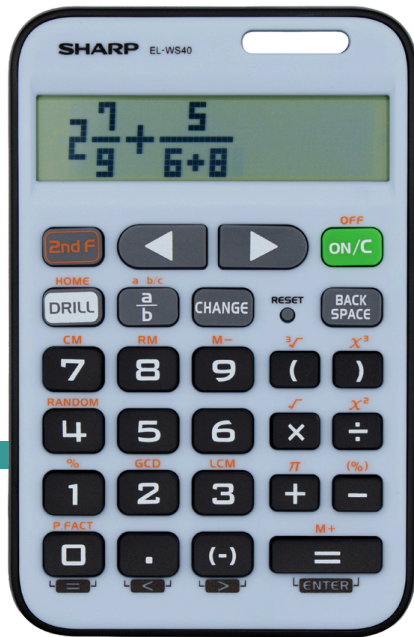 SHARP EL-WS40
2 7/9 + 5/(6+8)
OFF
2nd F ◀ ▶ ON/C
HOME a b/c
DRILL a/b CHANGE RESET BACK SPACE
CM RM M− ³√ X³
7 8 9 ( )
RANDOM √ X²
4 5 6 × ÷
% GCD LCM π (%)
1 2 3 + −
P.FACT M+
0 . (-) =
= < > ENTER